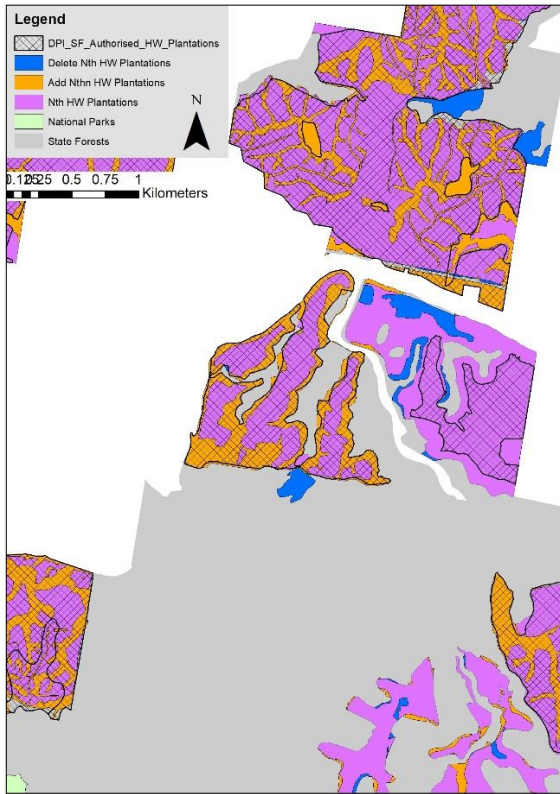 Legend
DPI_SF_Authorised_HW_Plantations
Delete Nth HW Plantations
Add Nthn HW Plantations
Nth HW Plantations
National Parks
State Forests
N
0.5 0.75 1
Kilometers